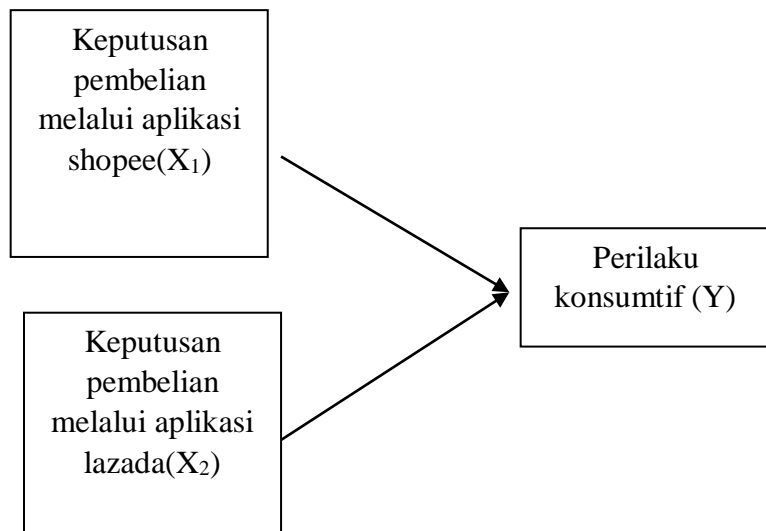 Keputusan
pembelian
melalui aplikasi
shopee(X₁)
Perilaku
konsumtif (Y)
Keputusan
pembelian
melalui aplikasi
lazada(X₂)